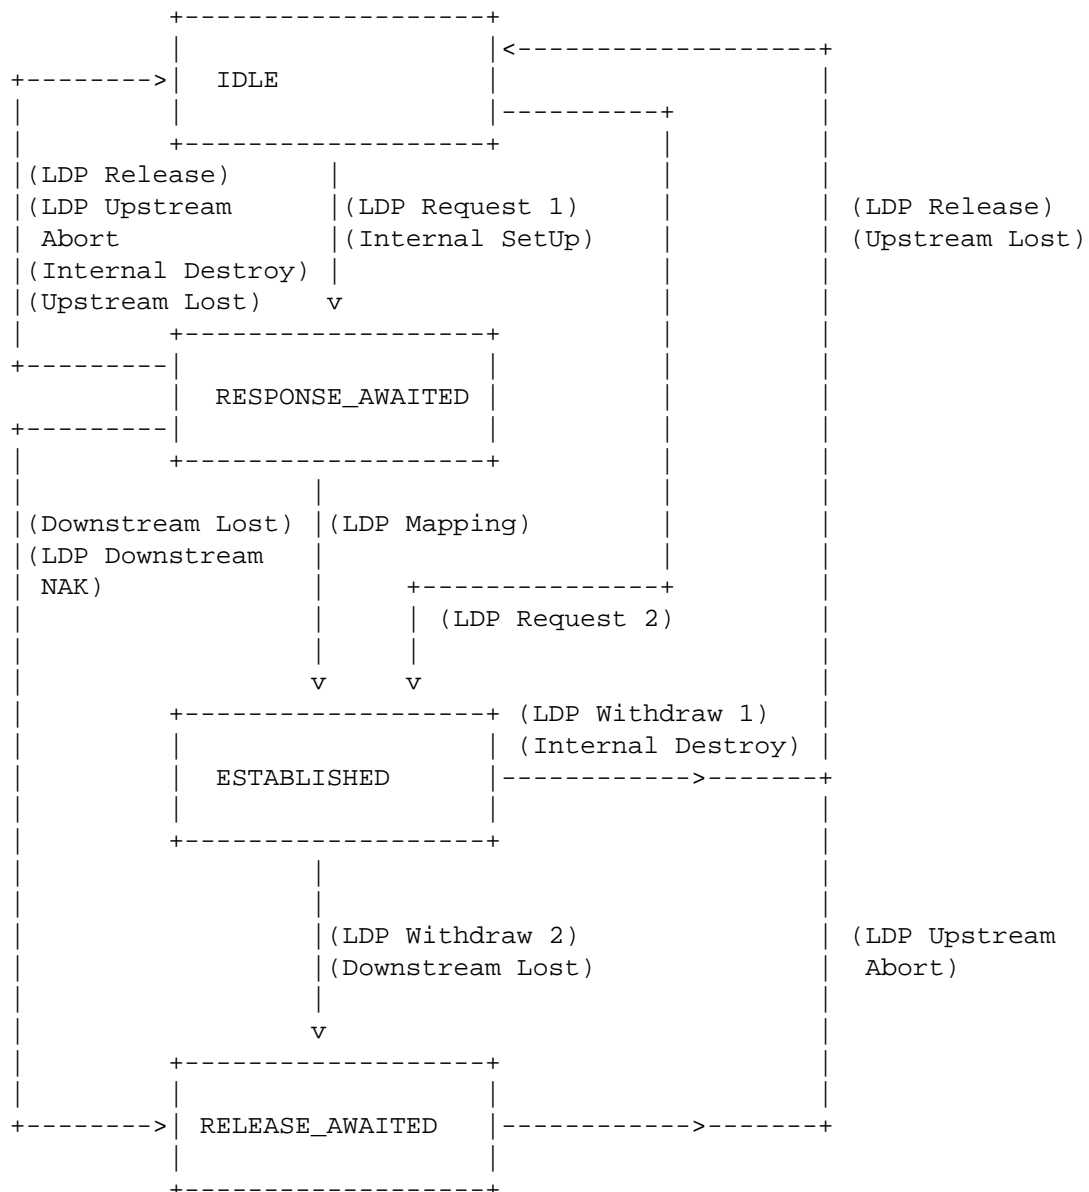 IDLE
(LDP Release)
(LDP Upstream (LDP Request 1) (LDP Release)
Abort (Internal SetUp) (Upstream Lost)
(Internal Destroy)
(Upstream Lost) v
RESPONSE_AWAITED
(Downstream Lost) (LDP Mapping)
(LDP Downstream
NAK)
(LDP Request 2)
v v
(LDP Withdraw 1)
(Internal Destroy)
ESTABLISHED
(LDP Withdraw 2) (LDP Upstream
(Downstream Lost) Abort)
v
RELEASE_AWAITED